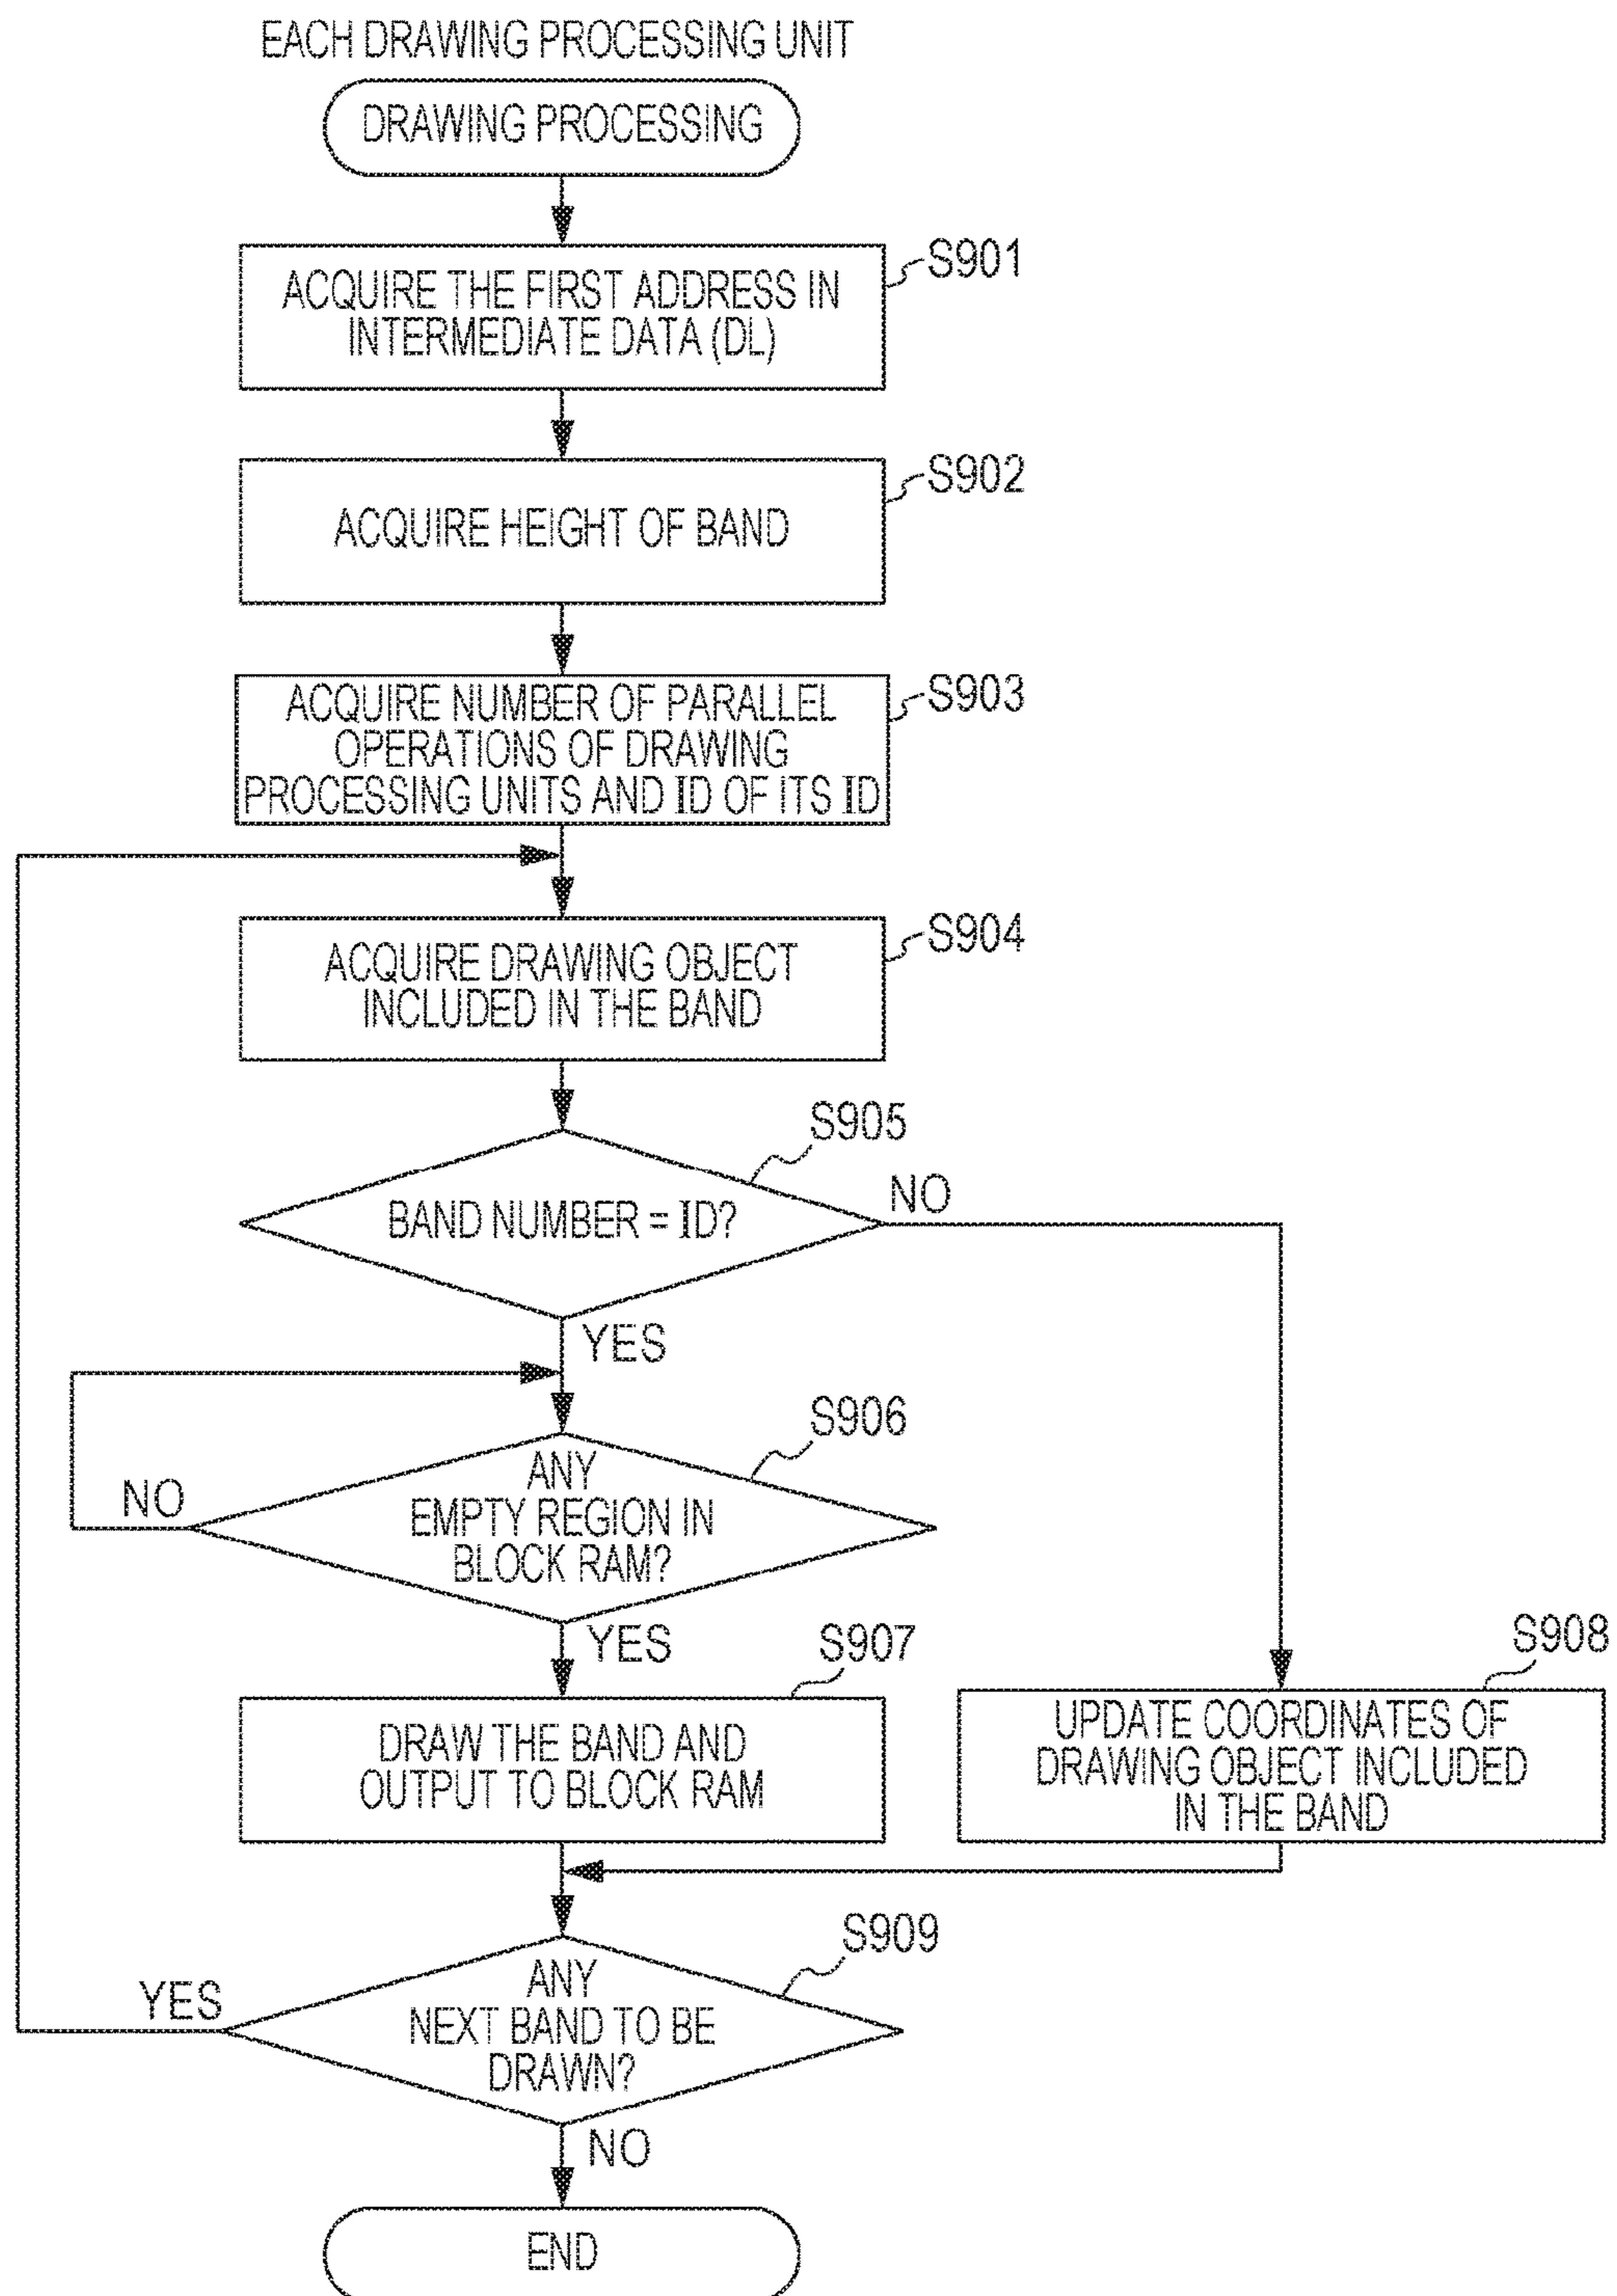 EACH DRAWING PROCESSING UNIT
DRAWING PROCESSING
S901
ACQUIRE THE FIRST ADDRESS IN
INTERMEDIATE DATA (DL)
S902
ACQUIRE HEIGHT OF BAND
S903
ACQUIRE NUMBER OF PARALLEL
OPERATIONS OF DRAWING
PROCESSING UNITS AND ID OF ITS ID
S904
ACQUIRE DRAWING OBJECT
INCLUDED IN THE BAND
S905
BAND NUMBER = ID?
NO
YES
S906
ANY
EMPTY REGION IN
BLOCK RAM?
NO
YES
S907
DRAW THE BAND AND
OUTPUT TO BLOCK RAM
S908
UPDATE COORDINATES OF
DRAWING OBJECT INCLUDED
IN THE BAND
S909
ANY
NEXT BAND TO BE
DRAWN?
YES
NO
END